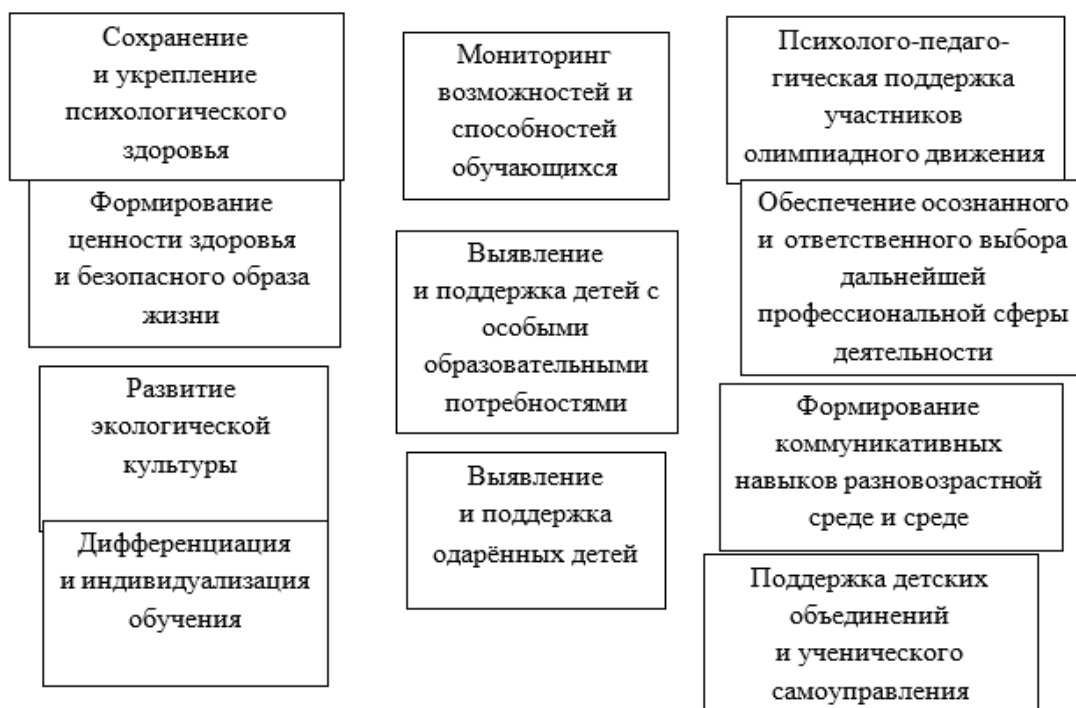 Сохранение
и укрепление
психологического
здоровья
Формирование
ценности здоровья
и безопасного образа
жизни
Развитие
экологической
культуры
Дифференциация
и индивидуализация
обучения
Мониторинг
возможностей и
способностей
обучающихся
Выявление
и поддержка детей с
особыми
образовательными
потребностями
Выявление
и поддержка
одарённых детей
Психолого-педаго-
гическая поддержка
участников
олимпиадного движения
Обеспечение осознанного
и ответственного выбора
дальнейшей
профессиональной сферы
деятельности
Формирование
коммуникативных
навыков разновозрастной
среде и среде
Поддержка детских
объединений
и ученического
самоуправления